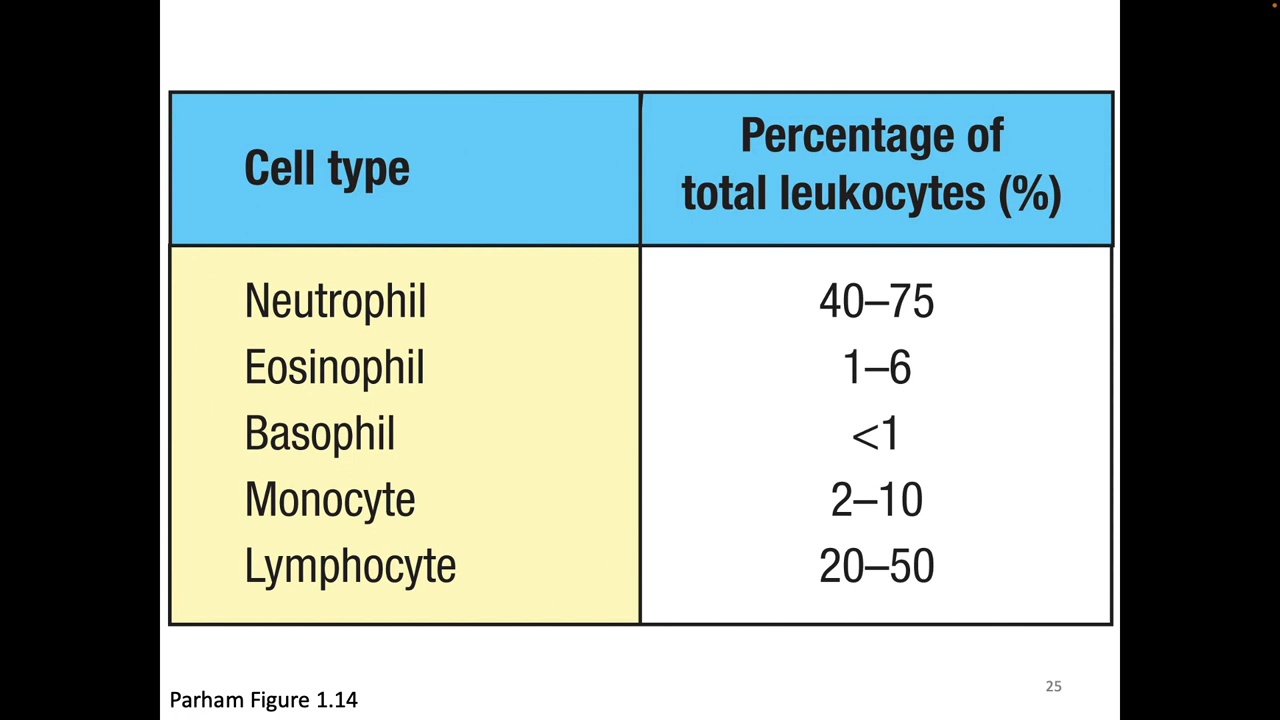 Cell type
Percentage of
total leukocytes (%)
Neutrophil 40–75
Eosinophil 1–6
Basophil <1
Monocyte 2–10
Lymphocyte 20–50
Parham Figure 1.14
25